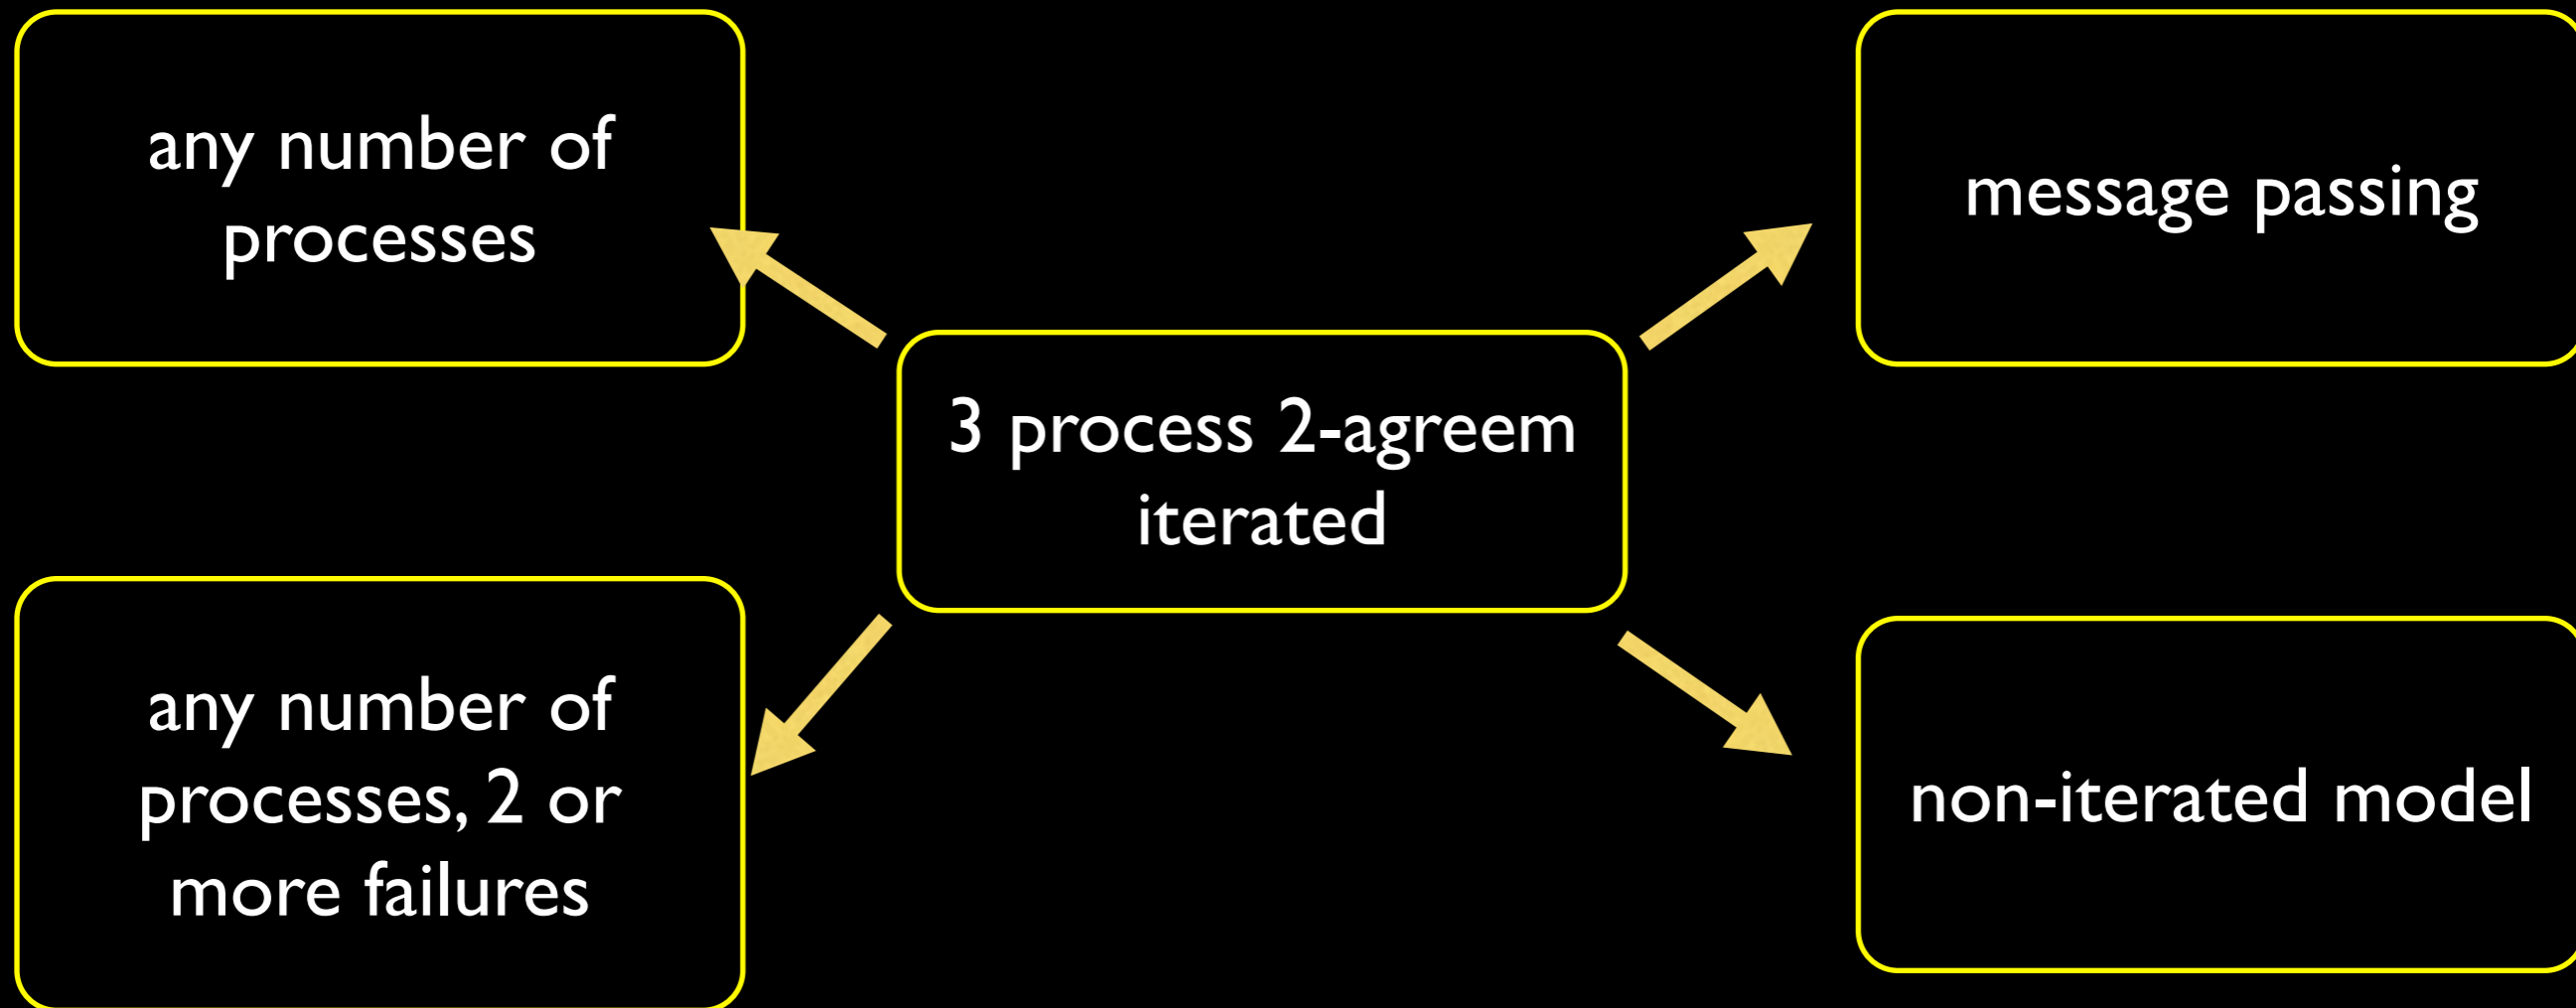 any number of
processes
message passing
3 process 2-agreem
iterated
any number of
processes, 2 or
more failures
non-iterated model